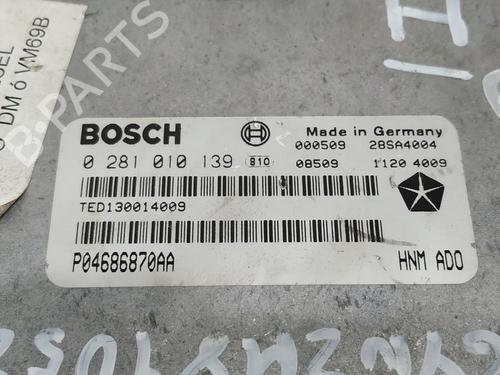 DM ó VM69B
B-PARTS
BOSCH
Made in Germany
0 281 010 139 810
000509 28SA4004
08509 1120 4009
TED130014009
P04686870AA
HNM ADO